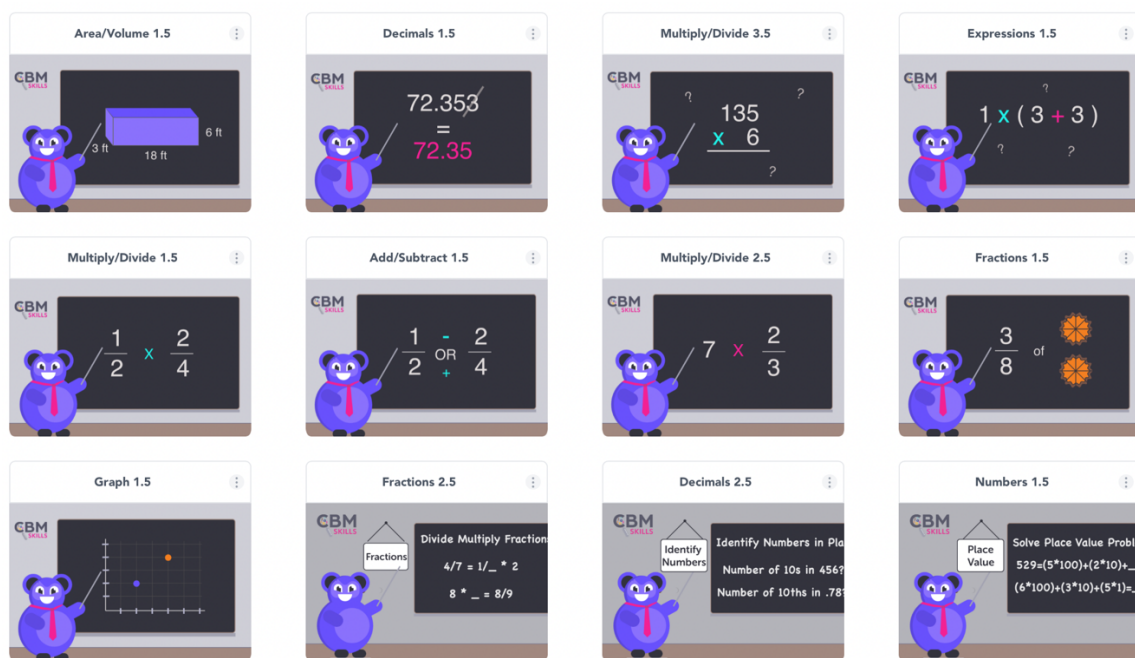 Area/Volume 1.5
CBM
SKILLS
3 ft
18 ft
6 ft
Decimals 1.5
CBM
SKILLS
72.353
=
72.35
Multiply/Divide 3.5
CBM
SKILLS
?
?
135
x 6
?
Expressions 1.5
CBM
SKILLS
?
1 x ( 3 + 3 )
?
?
Multiply/Divide 1.5
CBM
SKILLS
1
2
x
2
4
Add/Subtract 1.5
CBM
SKILLS
1
2
-
OR
+
2
4
Multiply/Divide 2.5
CBM
SKILLS
7 x
2
3
Fractions 1.5
CBM
SKILLS
3
8
of
Graph 1.5
CBM
SKILLS
Fractions 2.5
CBM
SKILLS
Fractions
Divide Multiply Fraction
4/7 = 1/_ * 2
8 * _ = 8/9
Decimals 2.5
CBM
SKILLS
Identify
Numbers
Identify Numbers in Pla
Number of 10s in 456?
Number of 10ths in .78?
Numbers 1.5
CBM
SKILLS
Place
Value
Solve Place Value Probl
529=(5*100)+(2*10)+_
(6*100)+(3*10)+(5*1)=_